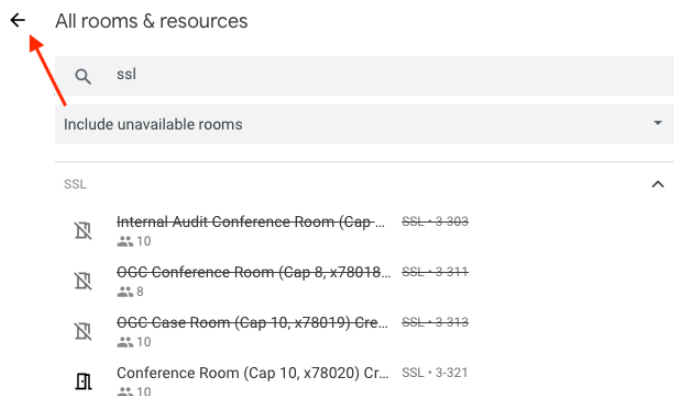 All rooms & resources
ssl
Include unavailable rooms
SSL
Internal Audit Conference Room (Cap ... SSL • 3-303
10
OGC Conference Room (Cap 8, x78018... SSL • 3-311
8
OGC Case Room (Cap 10, x78019) Cre... SSL • 3-313
10
Conference Room (Cap 10, x78020) Cr... SSL • 3-321
10